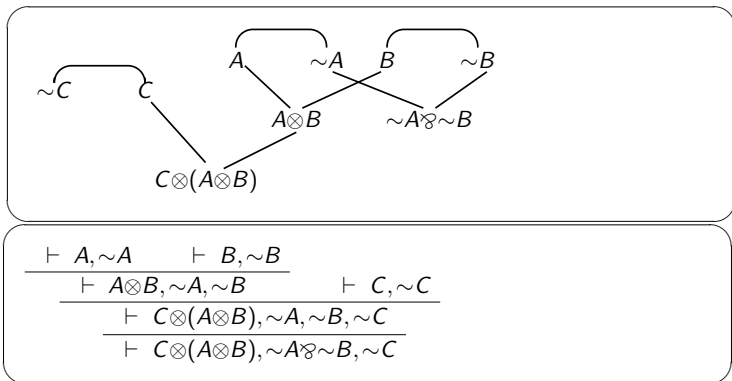 A ∼A B ∼B
∼C C
A⊗B ∼A⅋∼B
C⊗(A⊗B)
⊢ A,∼A ⊢ B,∼B
⊢ A⊗B,∼A,∼B ⊢ C,∼C
⊢ C⊗(A⊗B),∼A,∼B,∼C
⊢ C⊗(A⊗B),∼A⅋∼B,∼C